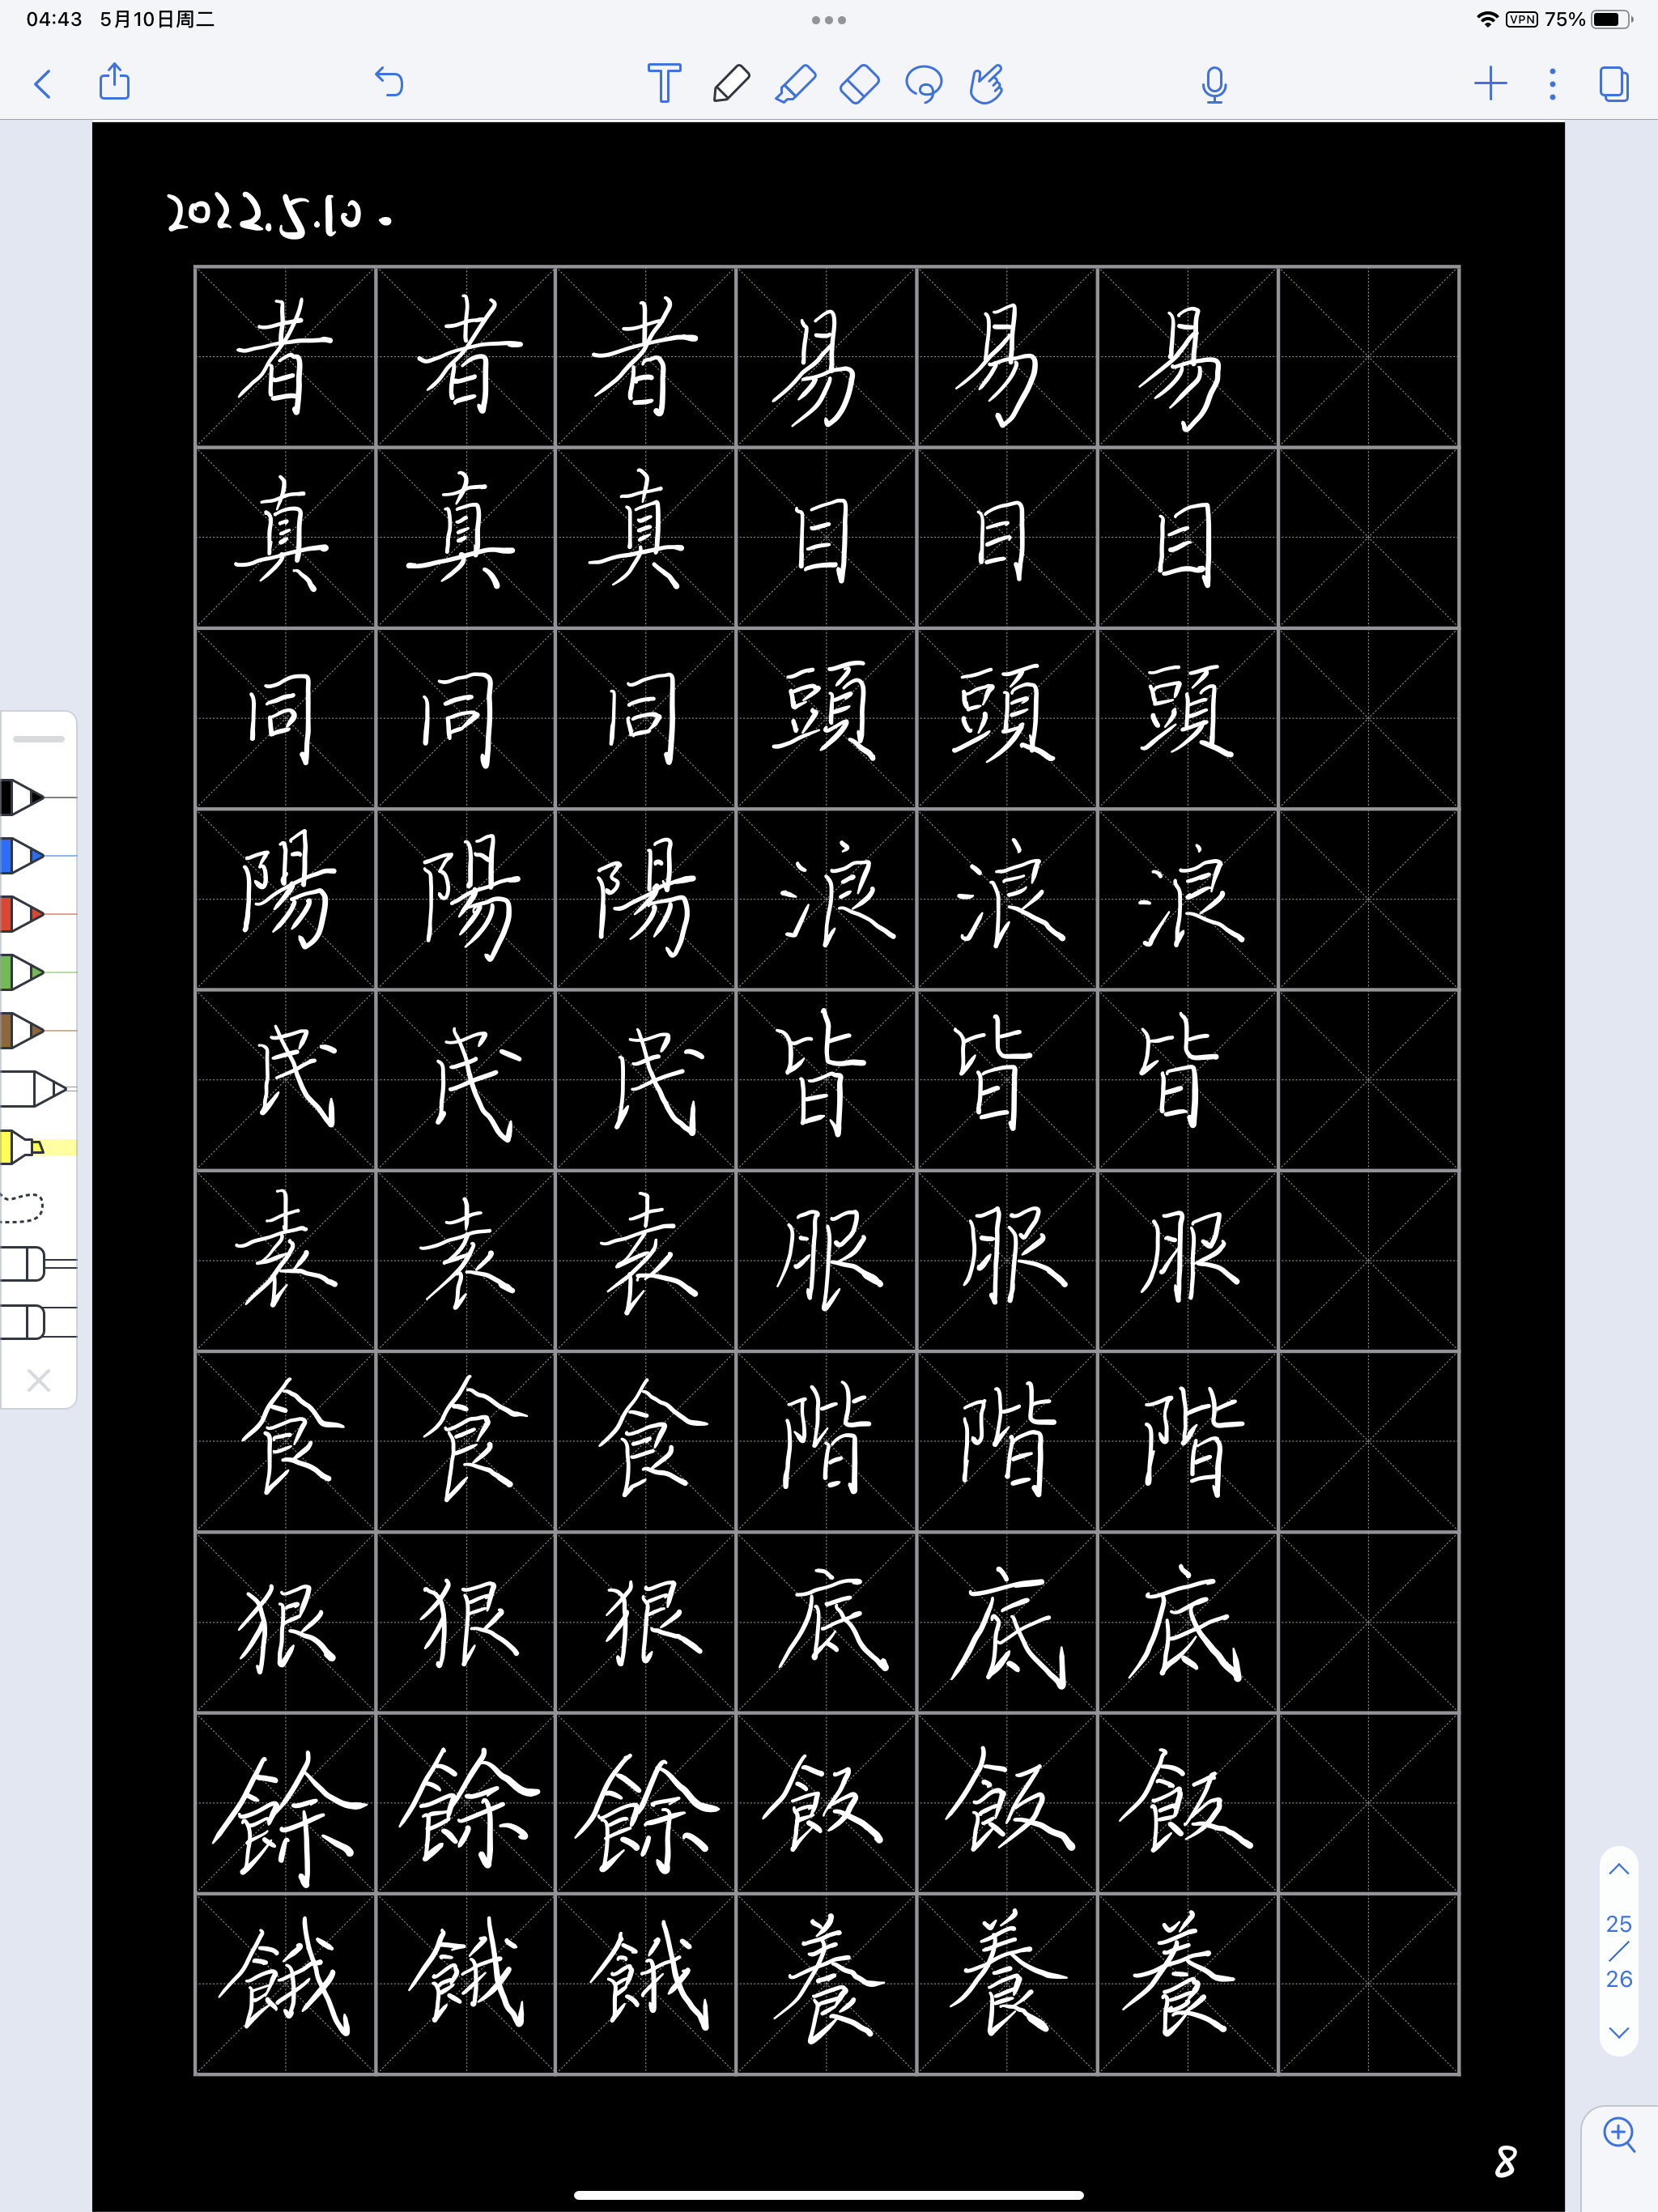 04:43 5月10日周二 VPN 75%
2022.5.10.
者 者 者 易 易 易
真 真 真 目 目 目
同 同 同 頭 頭 頭
陽 陽 陽 浪 浪 浪
民 民 民 皆 皆 皆
表 表 表 服 服 服
食 食 食 階 階 階
狠 狠 狠 底 底 底
餘 餘 餘 飯 飯 飯
餓 餓 餓 養 養 養
25
/
26
8